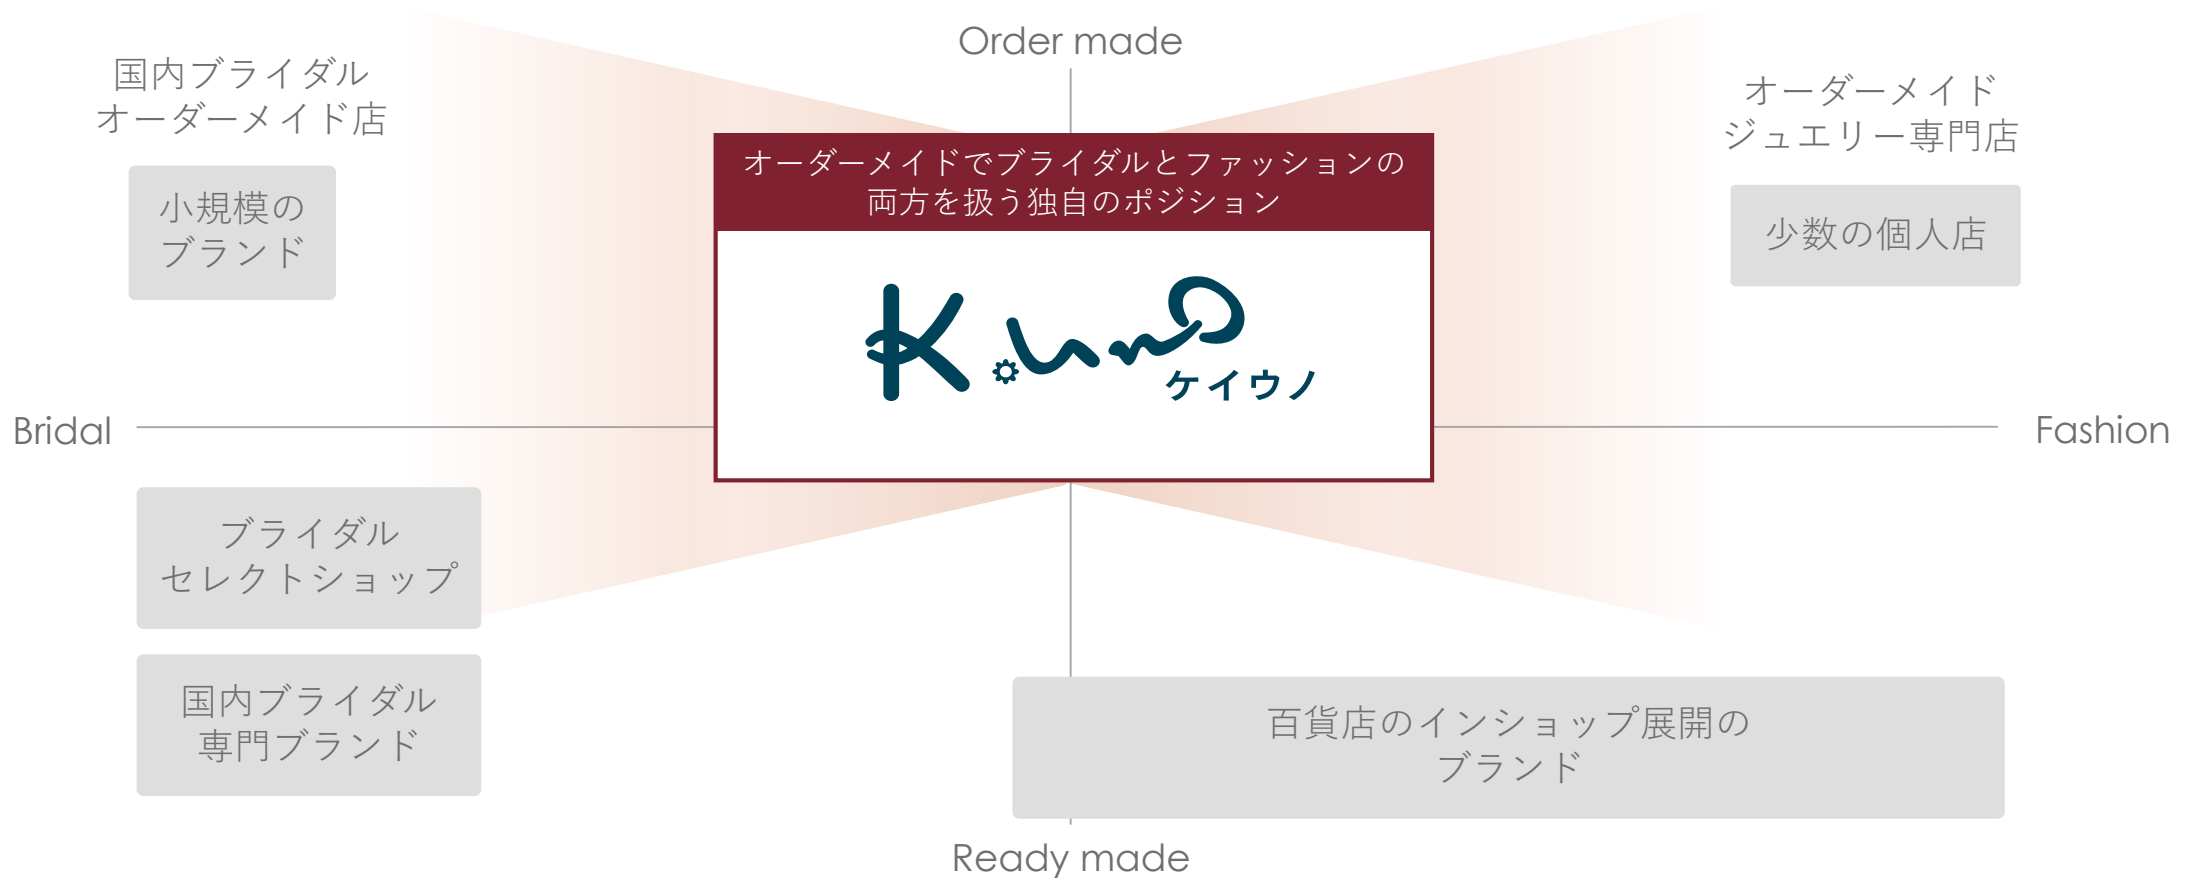 Order made
国内ブライダル
オーダーメイド店
小規模の
ブランド
オーダーメイドでブライダルとファッションの
両方を扱う独自のポジション
K.uno
ケイウノ
オーダーメイド
ジュエリー専門店
少数の個人店
Bridal
Fashion
ブライダル
セレクトショップ
国内ブライダル
専門ブランド
百貨店のインショップ展開の
ブランド
Ready made